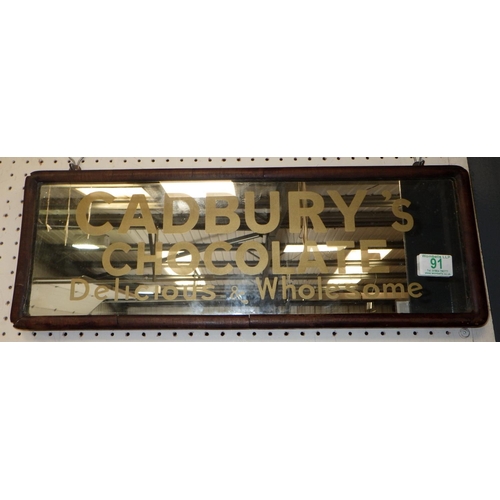 CADBURY's
CHOCOLATE
Delicious & Wholesome
91